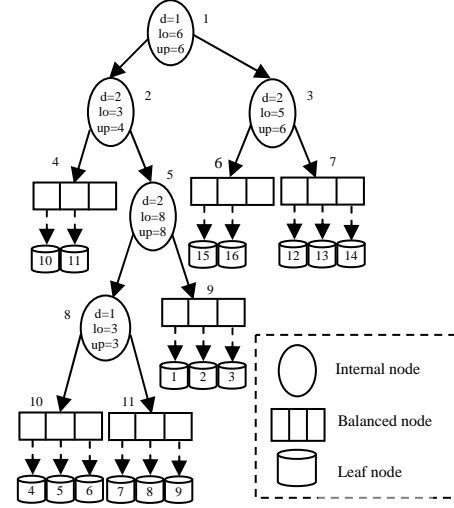 d=1
lo=6
up=6
1
d=2
lo=3
up=4
2
d=2
lo=5
up=6
3
4
5
6
7
d=2
lo=8
up=8
10 11
15 16
12 13 14
8
d=1
lo=3
up=3
9
1 2 3
10
11
4 5 6
7 8 9
Internal node
Balanced node
Leaf node